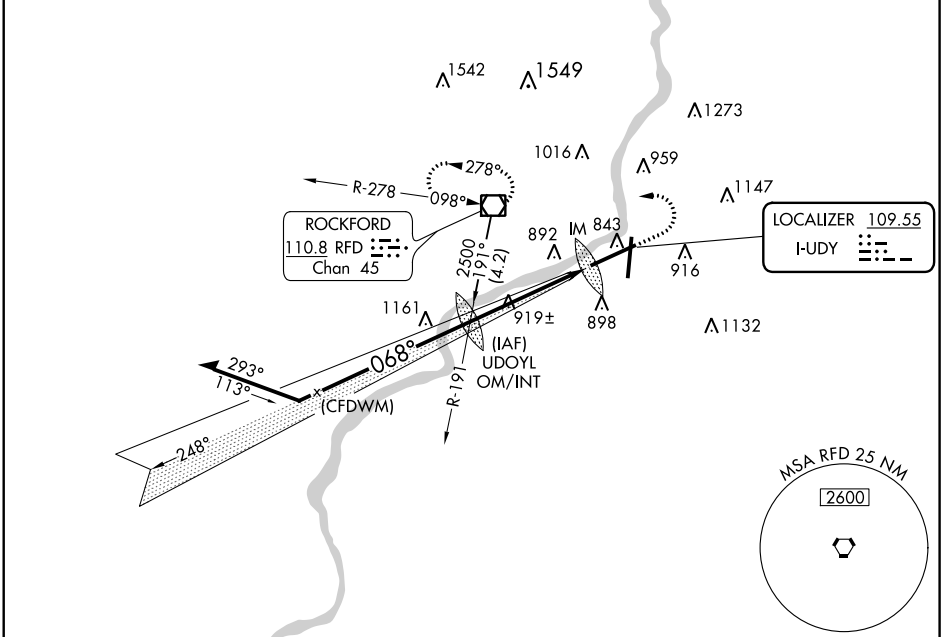 1542
1549
1273
1016
959
278°
R-278
098°
1147
ROCKFORD
110.8 RFD
Chan 45
LOCALIZER 109.55
I-UDY
IM
843
892
916
2500
191°
(4.2)
1161
919±
898
1132
(IAF)
UDOYL
OM/INT
068°
293°
113°
(CFDWM)
R-191
248°
MSA RFD 25 NM
2600